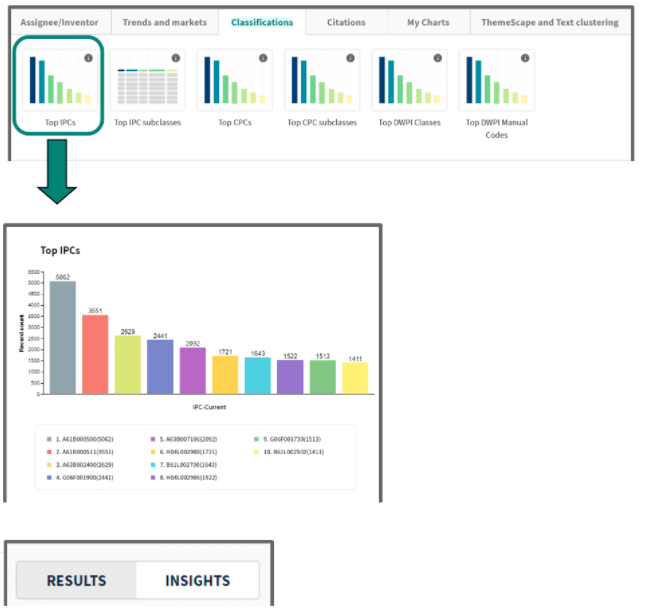 Assignee/Inventor Trends and markets Classifications Citations My Charts ThemeScape and Text clustering
Top IPCs Top IPC subclasses Top CPCs Top CPC subclasses Top DWPI Classes Top DWPI Manual
Codes
Top IPCs
5500
5062
5000
4500
4000
3551
3500
3000
2629
2500
2441
2092
2000
1721
1643
1522
1513
1411
1500
1000
500
0
Record count
IPC-Current
1. A61B000500(5062) 5. A63B007106(2092) 9. G06F001730(1513)
2. A61B000511(3551) 6. H04L002908(1721) 10. B61L001502(1411)
3. A63B002400(2629) 7. B61L002700(1643)
4. G06F001900(2441) 8. H04L002906(1522)
RESULTS INSIGHTS